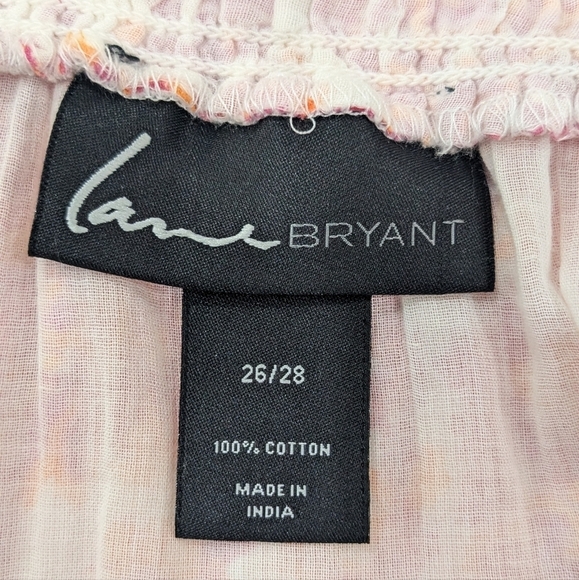 Lane BRYANT
26/28
100% COTTON
MADE IN
INDIA